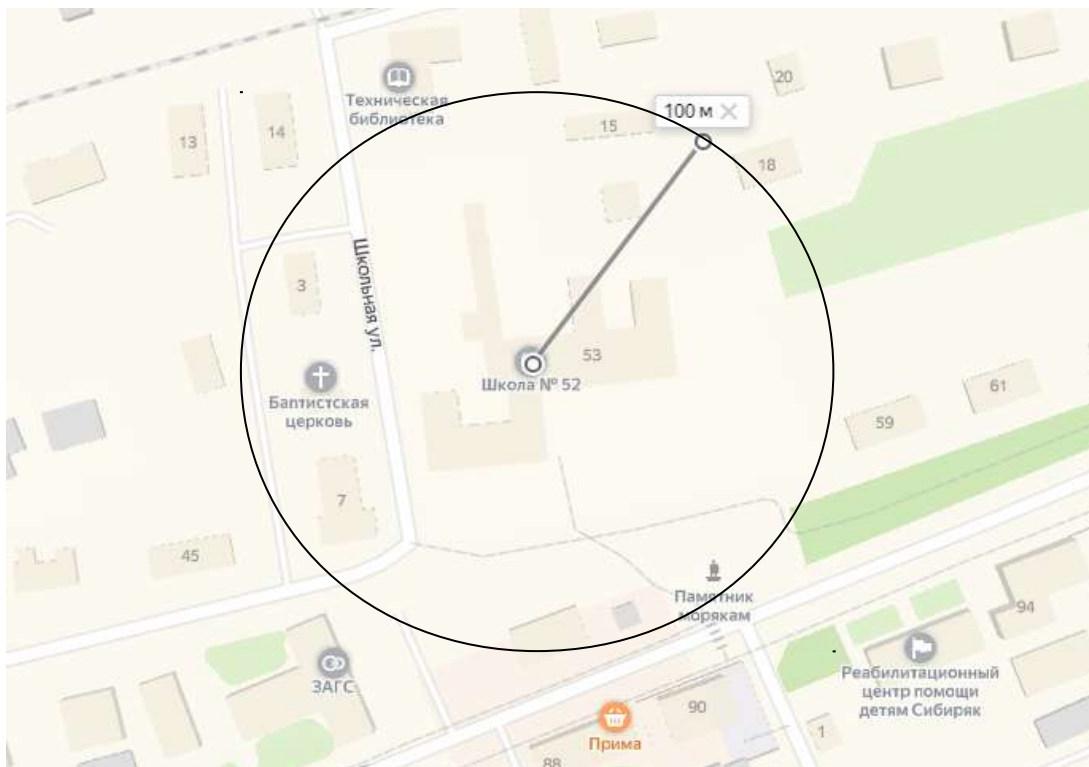 20
Техническая
библиотека
100 м
15
13
14
18
Школьная ул.
3
53
Школа № 52
Баптистская
церковь
61
59
7
45
Памятник
морякам
94
ЗАГС
Реабилитационный
центр помощи
детям Сибиряк
90
Прима
1
88